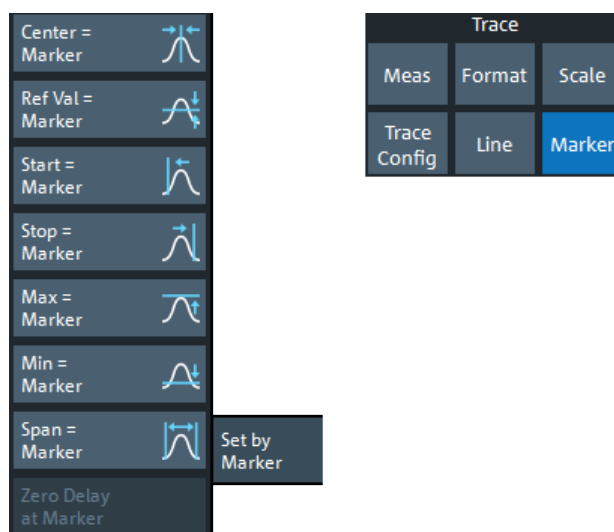 Center =
Marker
Ref Val =
Marker
Start =
Marker
Stop =
Marker
Max =
Marker
Min =
Marker
Span =
Marker
Zero Delay
at Marker
Set by
Marker
Trace
Meas
Format
Scale
Trace
Config
Line
Marker